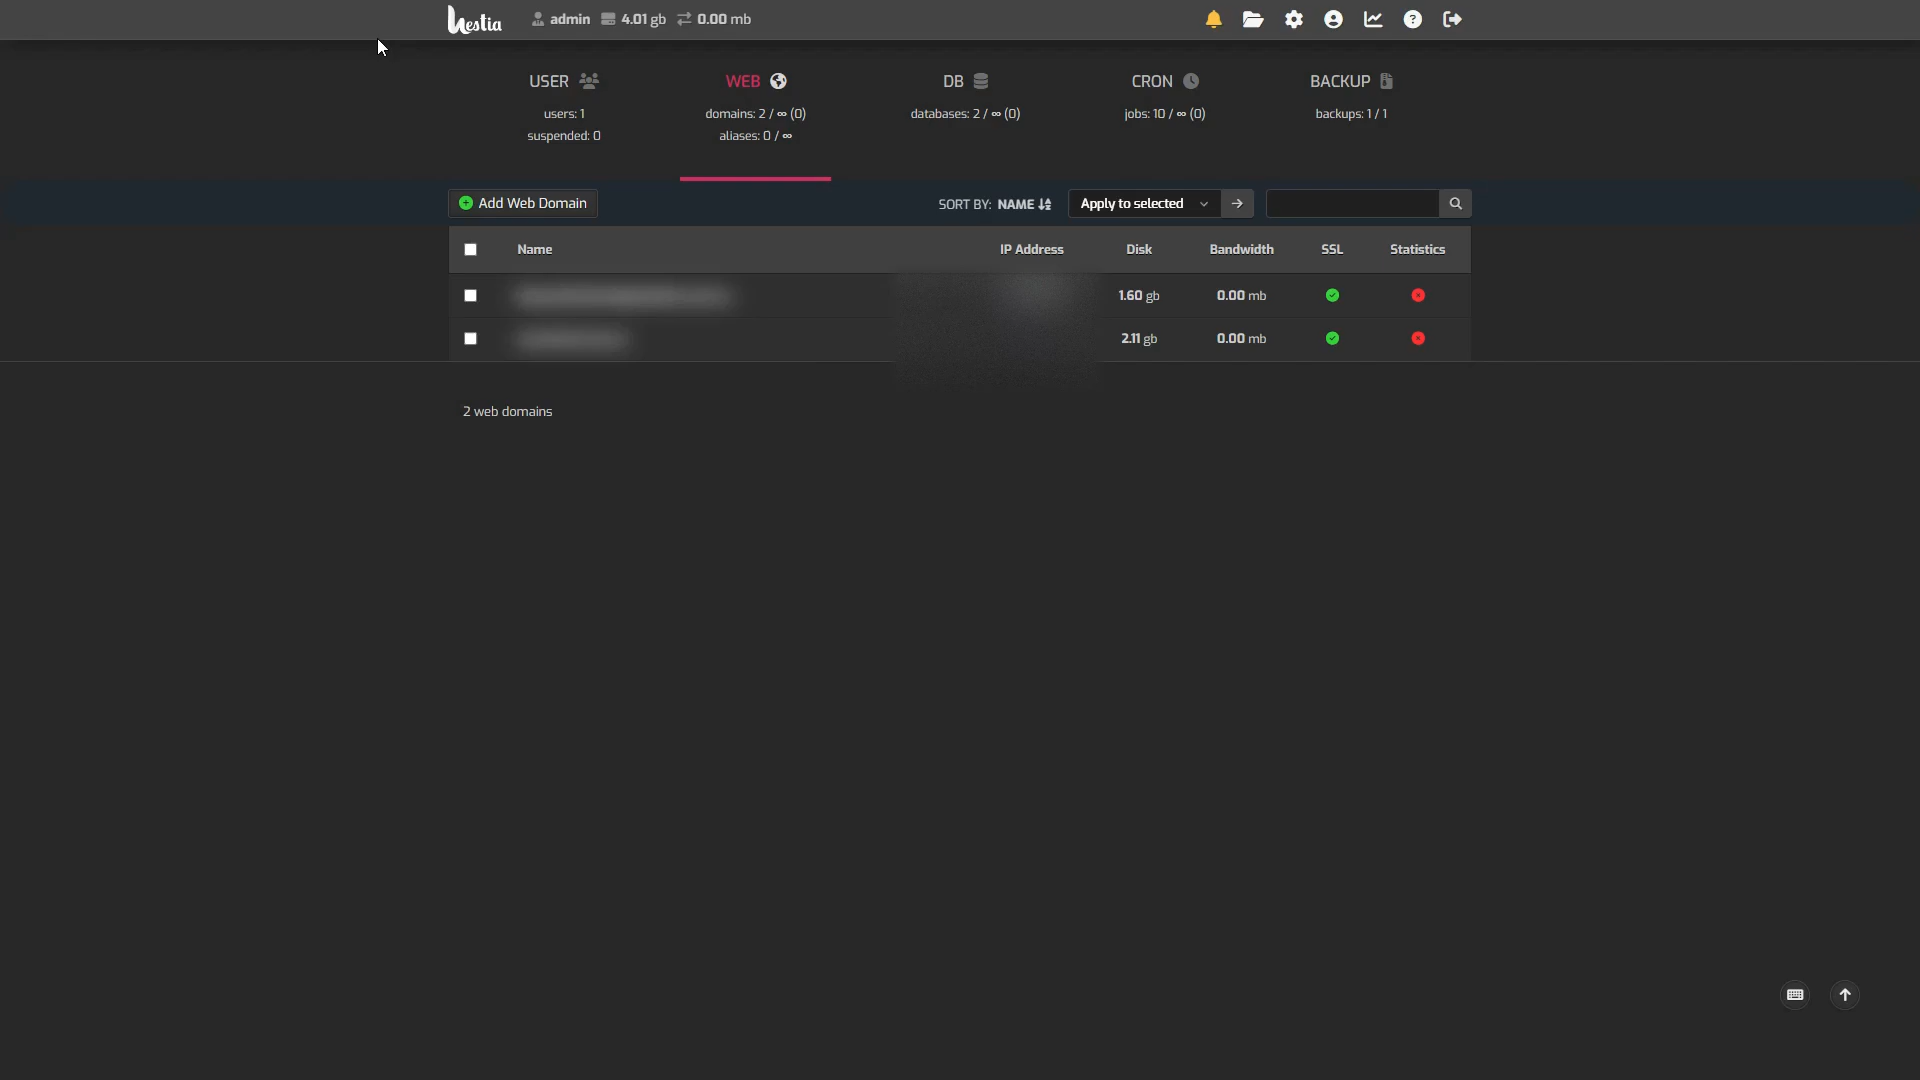 hestia admin 4.01 gb 0.00 mb
USER
users: 1
suspended: 0
WEB
domains: 2 / ∞ (0)
aliases: 0 / ∞
DB
databases: 2 / ∞ (0)
CRON
jobs: 10 / ∞ (0)
BACKUP
backups: 1 / 1
Add Web Domain
SORT BY: NAME
Apply to selected
Name IP Address Disk Bandwidth SSL Statistics
1.60 gb 0.00 mb
2.11 gb 0.00 mb
2 web domains